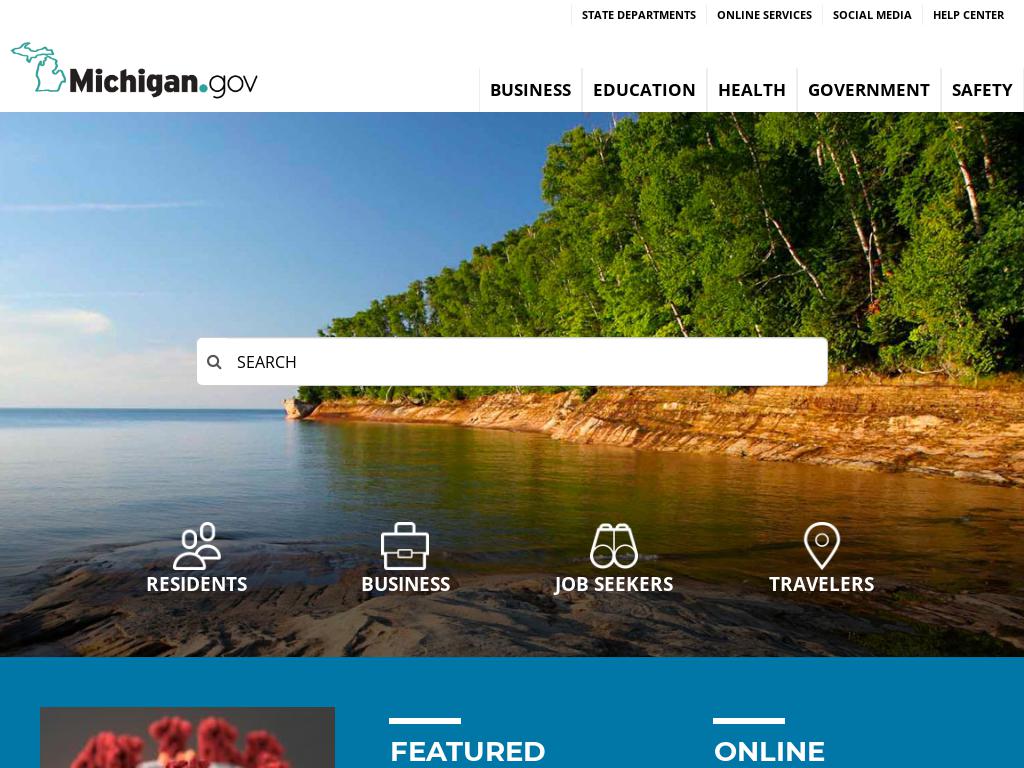 STATE DEPARTMENTS ONLINE SERVICES SOCIAL MEDIA HELP CENTER
Michigan.gov
BUSINESS EDUCATION HEALTH GOVERNMENT SAFETY
SEARCH
RESIDENTS BUSINESS JOB SEEKERS TRAVELERS
FEATURED ONLINE